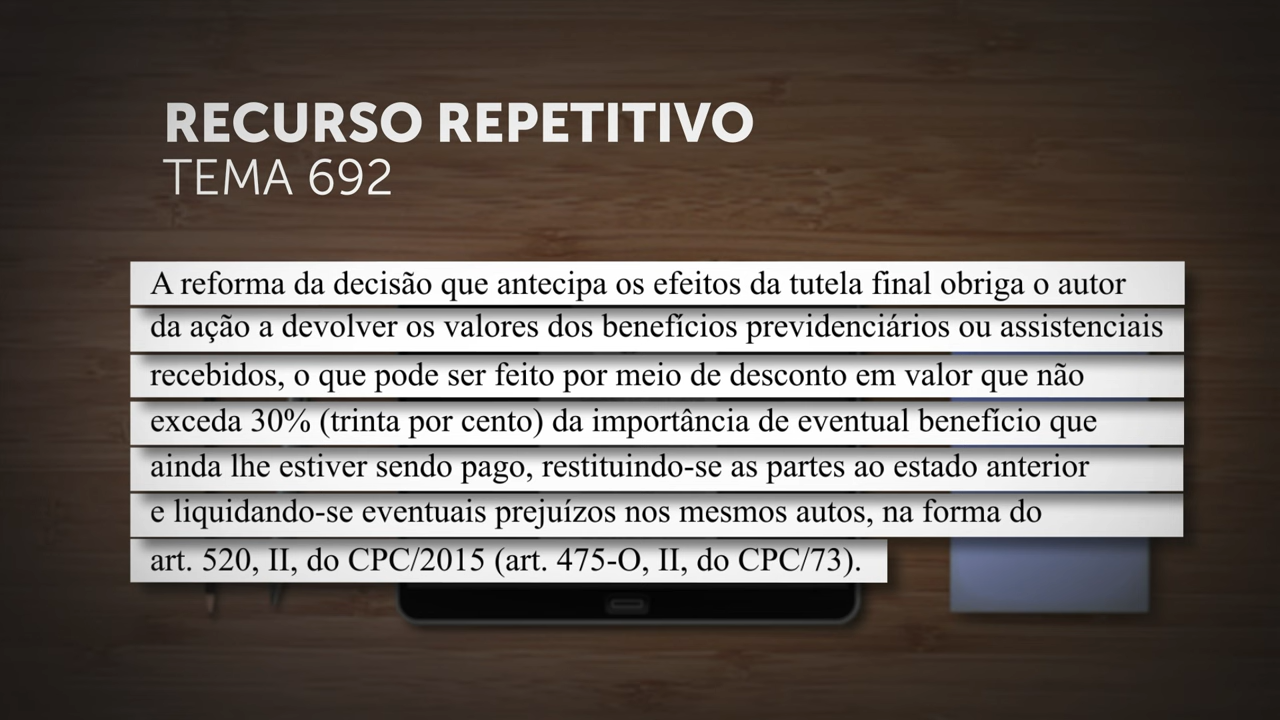 RECURSO REPETITIVO
TEMA 692
A reforma da decisão que antecipa os efeitos da tutela final obriga o autor
da ação a devolver os valores dos benefícios previdenciários ou assistenciais
recebidos, o que pode ser feito por meio de desconto em valor que não
exceda 30% (trinta por cento) da importância de eventual benefício que
ainda lhe estiver sendo pago, restituindo-se as partes ao estado anterior
e liquidando-se eventuais prejuízos nos mesmos autos, na forma do
art. 520, II, do CPC/2015 (art. 475-O, II, do CPC/73).